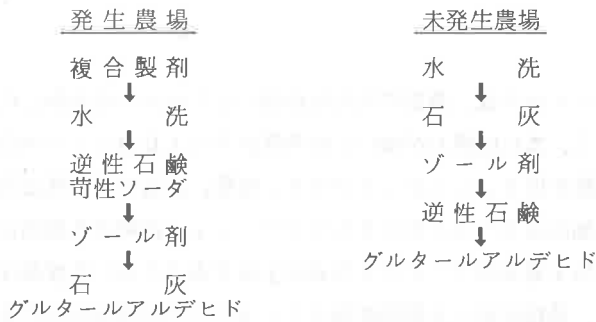 発生農場
複合製剤
↓
水洗
↓
逆性石鹸
苛性ソーダ
↓
ゾール剤
↓
石灰
グルタールアルデヒド
未発生農場
水洗
↓
石灰
↓
ゾール剤
↓
逆性石鹸
↓
グルタールアルデヒド